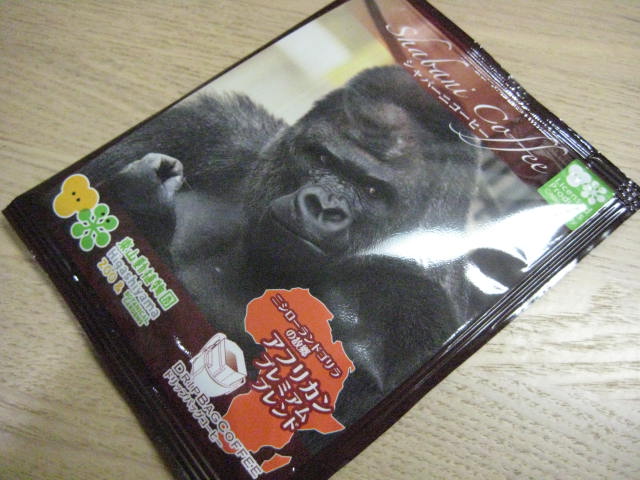 Shabani Coffee
シャバーニコーヒー
東山動植物園
Higashiyama
ZOO &
ニシローランドゴリラ
の故郷
アフリカン
プレミアム
ブレンド
DRIP BAG COFFEE
ドリップバッグコーヒー